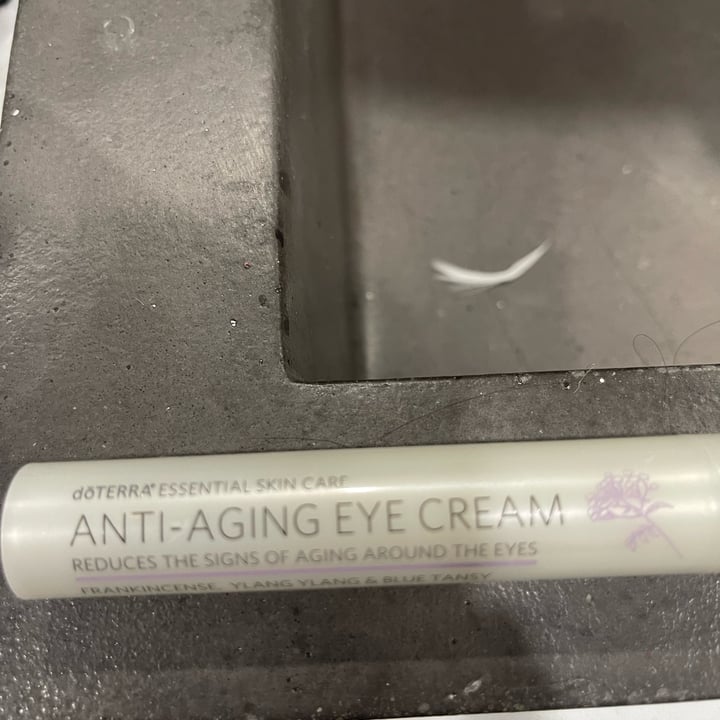 dōTERRA® ESSENTIAL SKIN CARE
ANTI-AGING EYE CREAM
REDUCES THE SIGNS OF AGING AROUND THE EYES
FRANKINCENSE, YLANG YLANG & BLUE TANSY